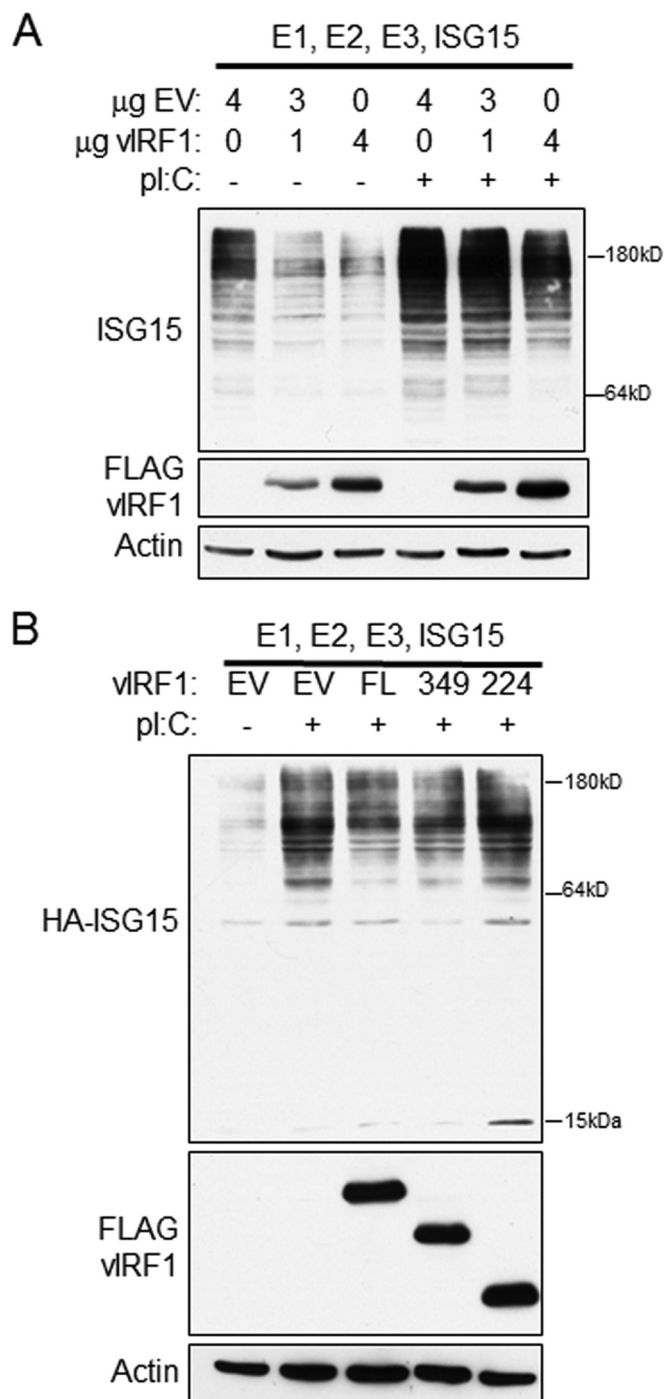 A
E1, E2, E3, ISG15
μg EV: 4 3 0 4 3 0
μg vIRF1: 0 1 4 0 1 4
pI:C: - - - + + +
180kD
ISG15
64kD
FLAG
vIRF1
Actin
B
E1, E2, E3, ISG15
vIRF1: EV EV FL 349 224
pI:C: - + + + +
180kD
64kD
HA-ISG15
15kDa
FLAG
vIRF1
Actin